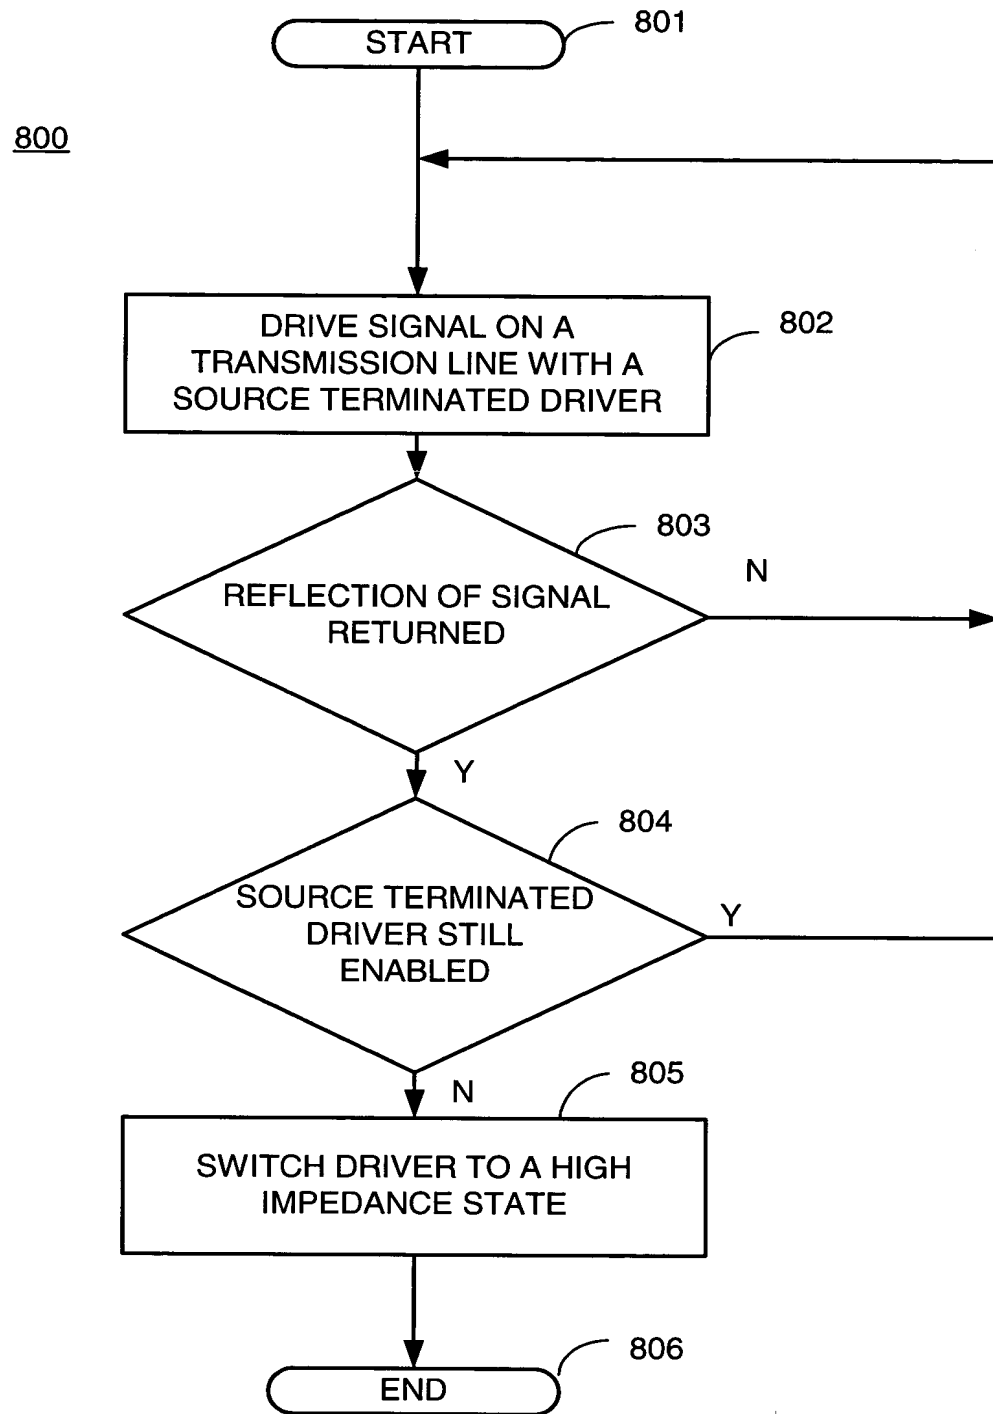 START
801
800
DRIVE SIGNAL ON A
TRANSMISSION LINE WITH A
SOURCE TERMINATED DRIVER
802
803
N
REFLECTION OF SIGNAL
RETURNED
Y
804
SOURCE TERMINATED
DRIVER STILL
ENABLED
Y
N
805
SWITCH DRIVER TO A HIGH
IMPEDANCE STATE
806
END